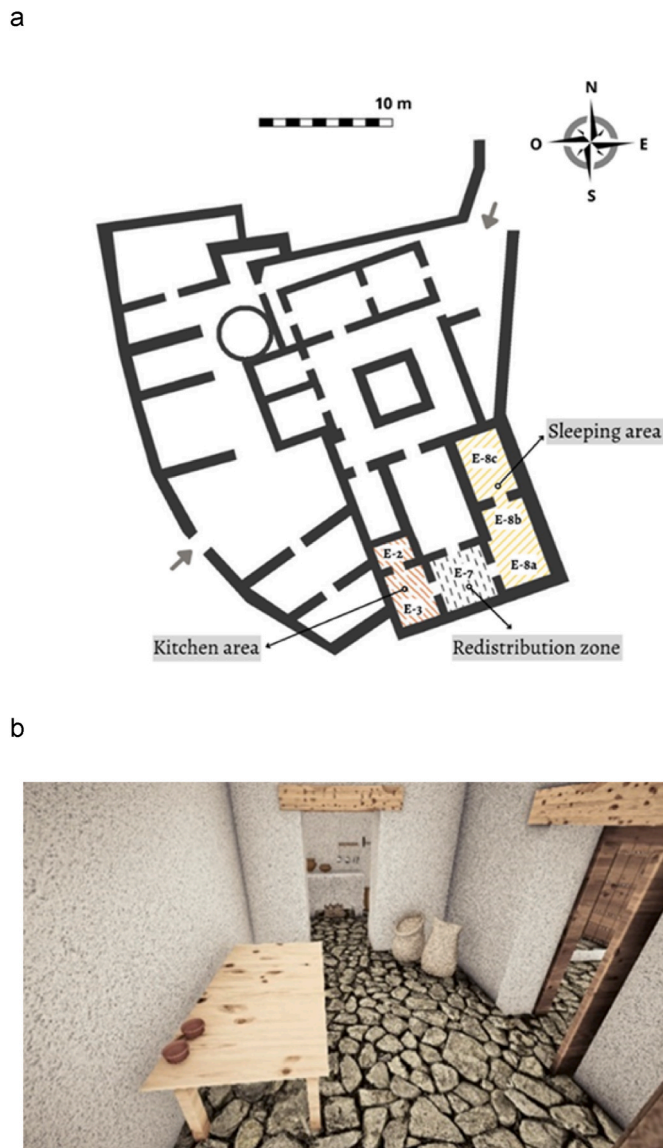 a
10 m
N
O
E
S
Sleeping area
E-8c
E-8b
E-2
E-7
E-8a
E-3
Kitchen area
Redistribution zone
b